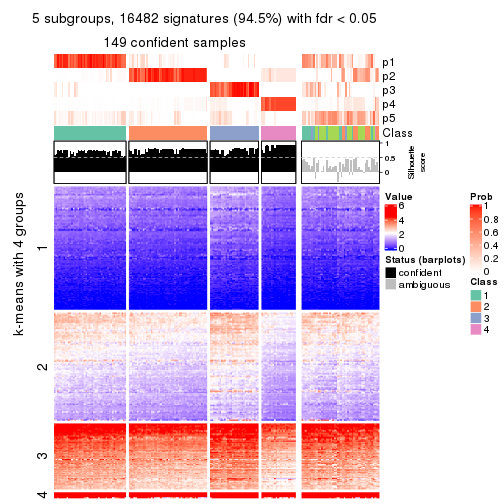 5 subgroups, 16482 signatures (94.5%) with fdr < 0.05
149 confident samples
p1
p2
p3
p4
p5
Class
1
0.5
0
Silhouette
score
k-means with 4 groups
1
2
3
4
Value
6
4
2
0
Status (barplots)
confident
ambiguous
Prob
1
0.8
0.6
0.4
0.2
0
Class
1
2
3
4